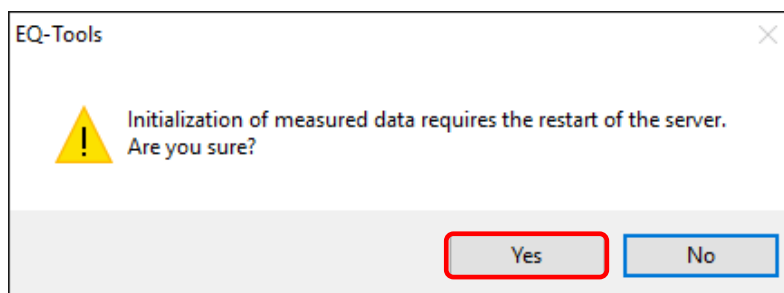 EQ-Tools
Initialization of measured data requires the restart of the server.
Are you sure?
Yes
No